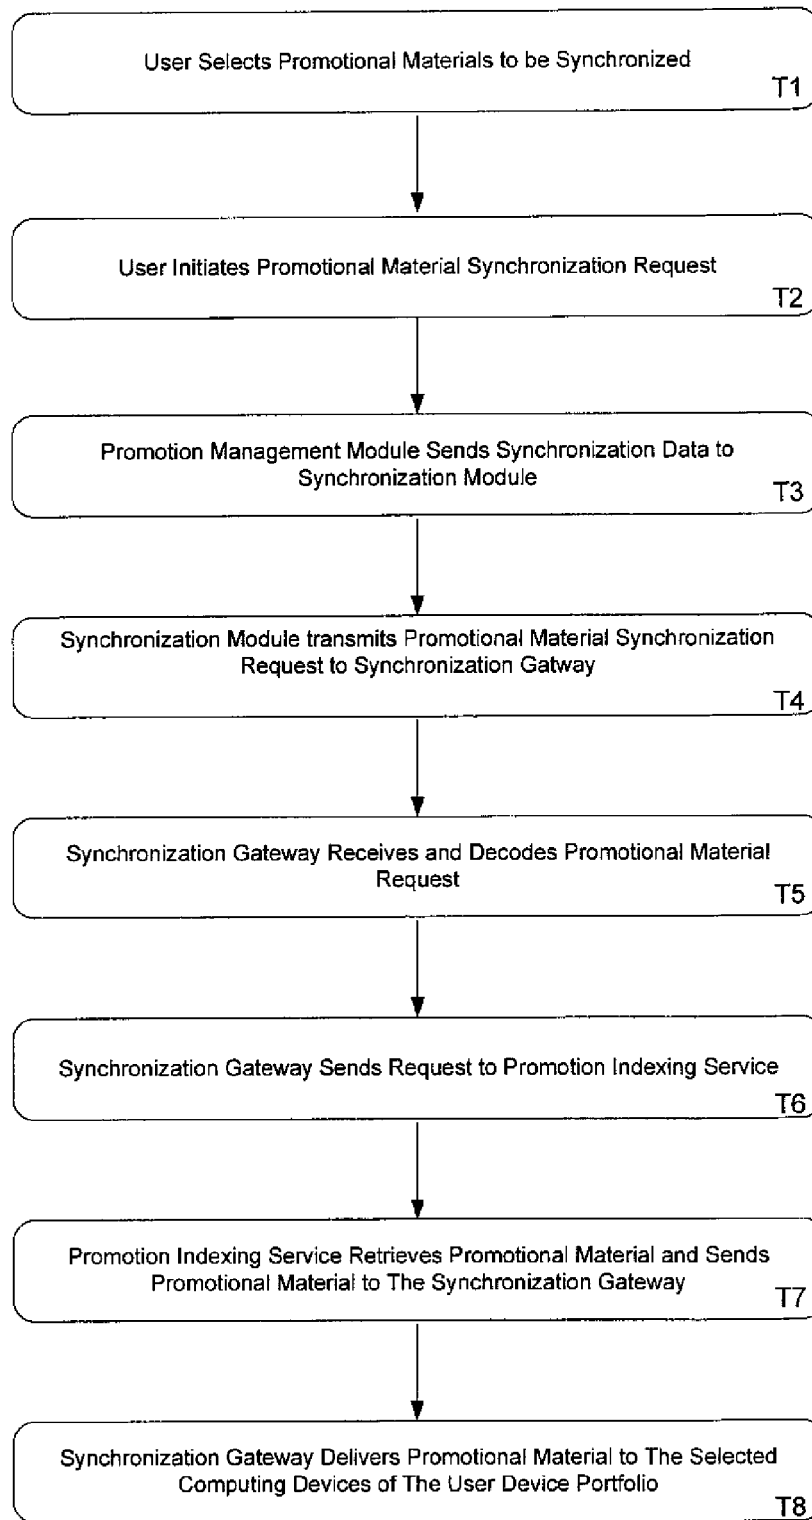 User Selects Promotional Materials to be Synchronized
T1
User Initiates Promotional Material Synchronization Request
T2
Promotion Management Module Sends Synchronization Data to
Synchronization Module
T3
Synchronization Module transmits Promotional Material Synchronization
Request to Synchronization Gatway
T4
Synchronization Gateway Receives and Decodes Promotional Material
Request
T5
Synchronization Gateway Sends Request to Promotion Indexing Service
T6
Promotion Indexing Service Retrieves Promotional Material and Sends
Promotional Material to The Synchronization Gateway
T7
Synchronization Gateway Delivers Promotional Material to The Selected
Computing Devices of The User Device Portfolio
T8